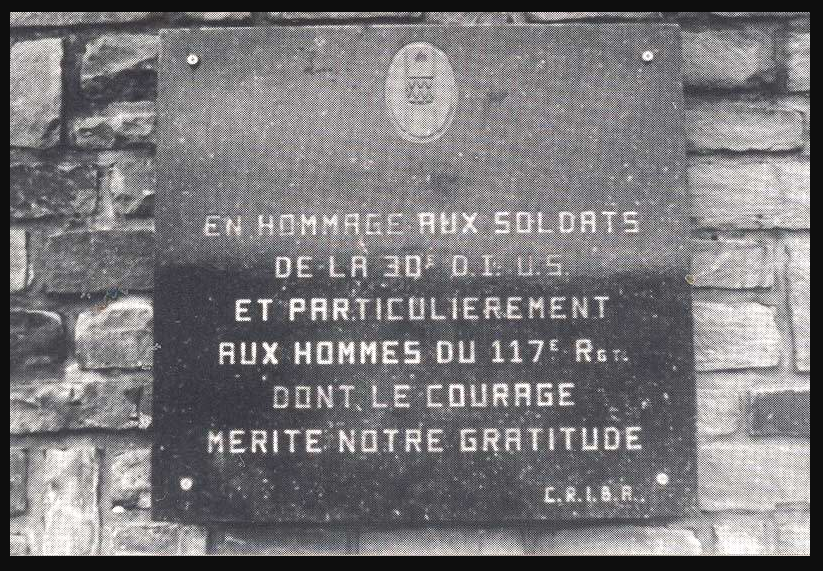 EN HOMMAGE AUX SOLDATS
DE LA 30E D.I. U.S.
ET PARTICULIEREMENT
AUX HOMMES DU 117E RGT.
DONT LE COURAGE
MERITE NOTRE GRATITUDE
C.R.I.B.A.